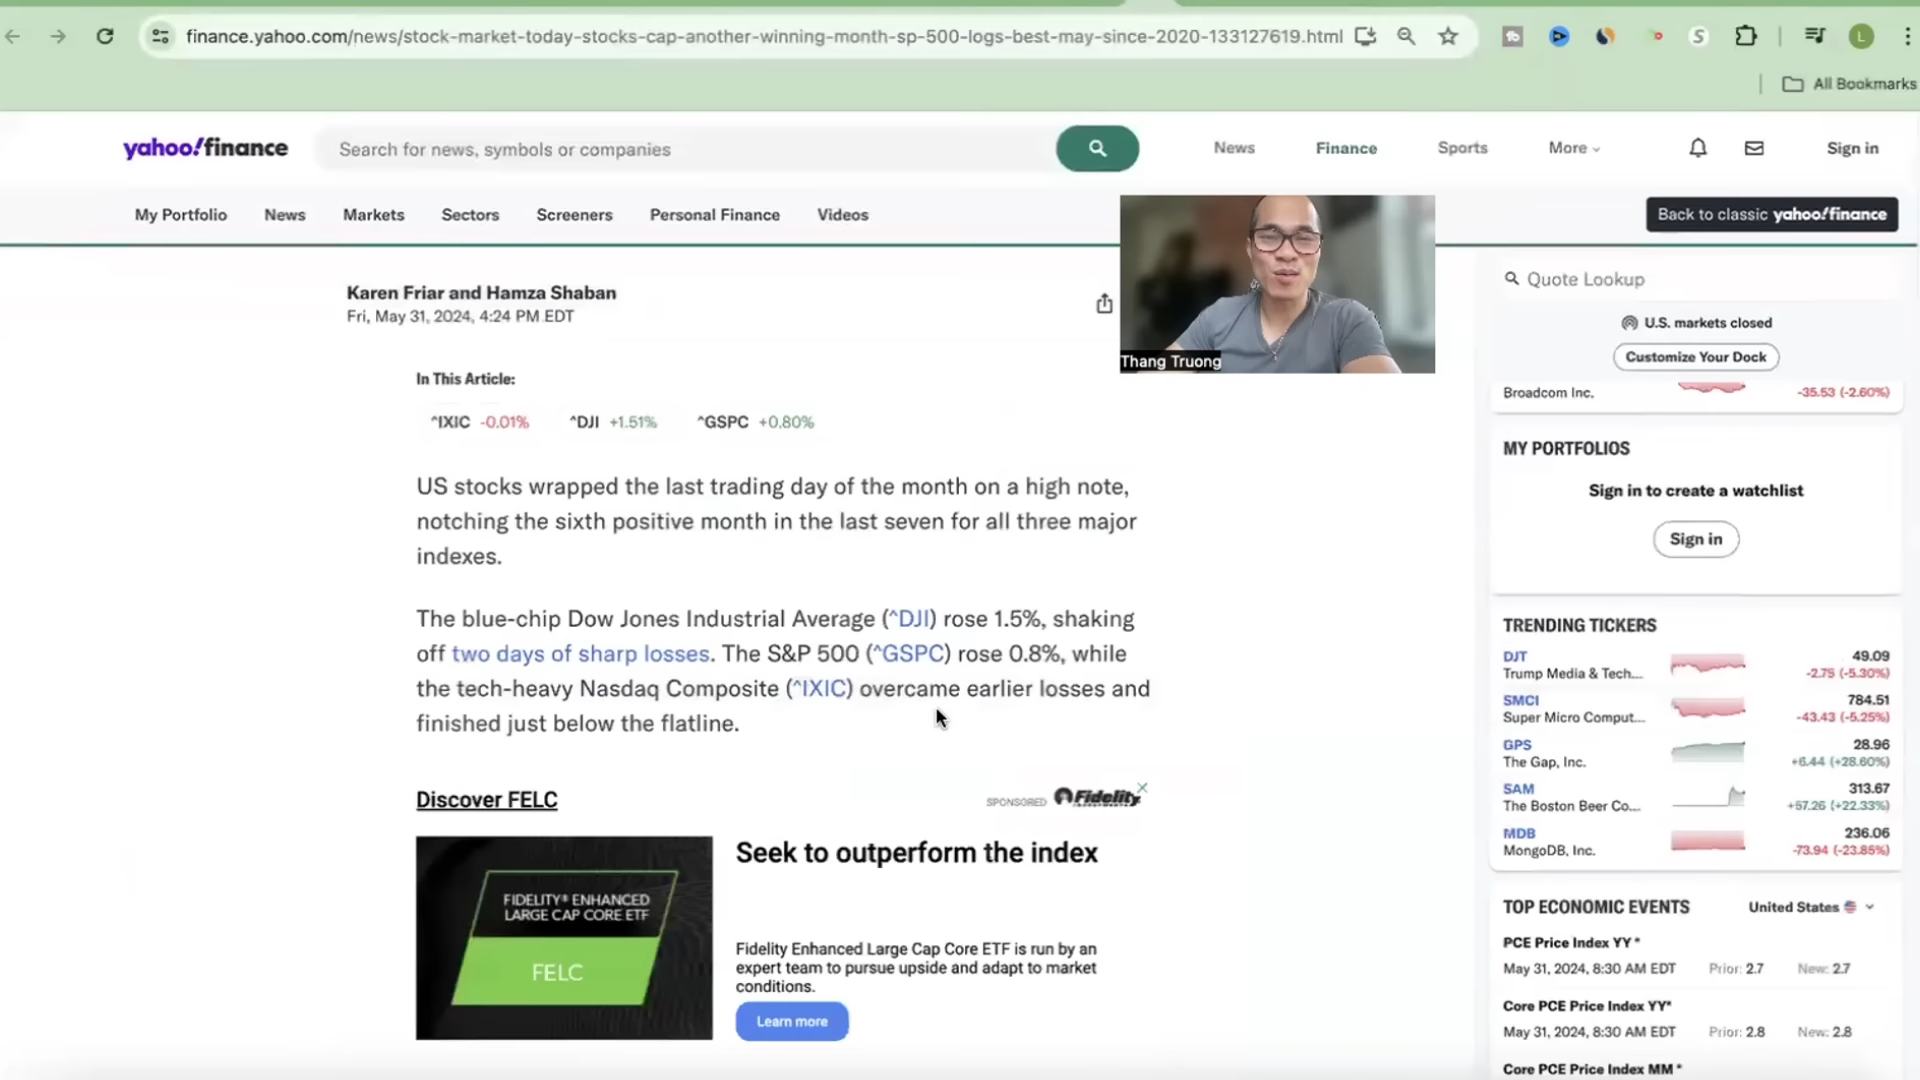 finance.yahoo.com/news/stock-market-today-stocks-cap-another-winning-month-sp-500-logs-best-may-since-2020-133127619.html
L
All Bookmarks
yahoo!finance
Search for news, symbols or companies
News
Finance
Sports
More
Sign in
My Portfolio
News
Markets
Sectors
Screeners
Personal Finance
Videos
Back to classic yahoo!finance
Karen Friar and Hamza Shaban
Fri, May 31, 2024, 4:24 PM EDT
Thang Truong
In This Article:
^IXIC -0.01%
^DJI +1.51%
^GSPC +0.80%
US stocks wrapped the last trading day of the month on a high note,
notching the sixth positive month in the last seven for all three major
indexes.
The blue-chip Dow Jones Industrial Average (^DJI) rose 1.5%, shaking
off two days of sharp losses. The S&P 500 (^GSPC) rose 0.8%, while
the tech-heavy Nasdaq Composite (^IXIC) overcame earlier losses and
finished just below the flatline.
Discover FELC
SPONSORED
Fidelity
FIDELITY® ENHANCED
LARGE CAP CORE ETF
FELC
Seek to outperform the index
Fidelity Enhanced Large Cap Core ETF is run by an
expert team to pursue upside and adapt to market
conditions.
Learn more
Quote Lookup
U.S. markets closed
Customize Your Dock
Broadcom Inc.
-35.53 (-2.60%)
MY PORTFOLIOS
Sign in to create a watchlist
Sign in
TRENDING TICKERS
DJT 49.09
Trump Media & Tech... -2.75 (-5.30%)
SMCI 784.51
Super Micro Comput... -43.43 (-5.25%)
GPS 28.96
The Gap, Inc. +6.44 (+28.60%)
SAM 313.67
The Boston Beer Co... +57.26 (+22.33%)
MDB 236.06
MongoDB, Inc. -73.94 (-23.85%)
TOP ECONOMIC EVENTS
United States
PCE Price Index YY *
May 31, 2024, 8:30 AM EDT Prior: 2.7 New: 2.7
Core PCE Price Index YY*
May 31, 2024, 8:30 AM EDT Prior: 2.8 New: 2.8
Core PCE Price Index MM *